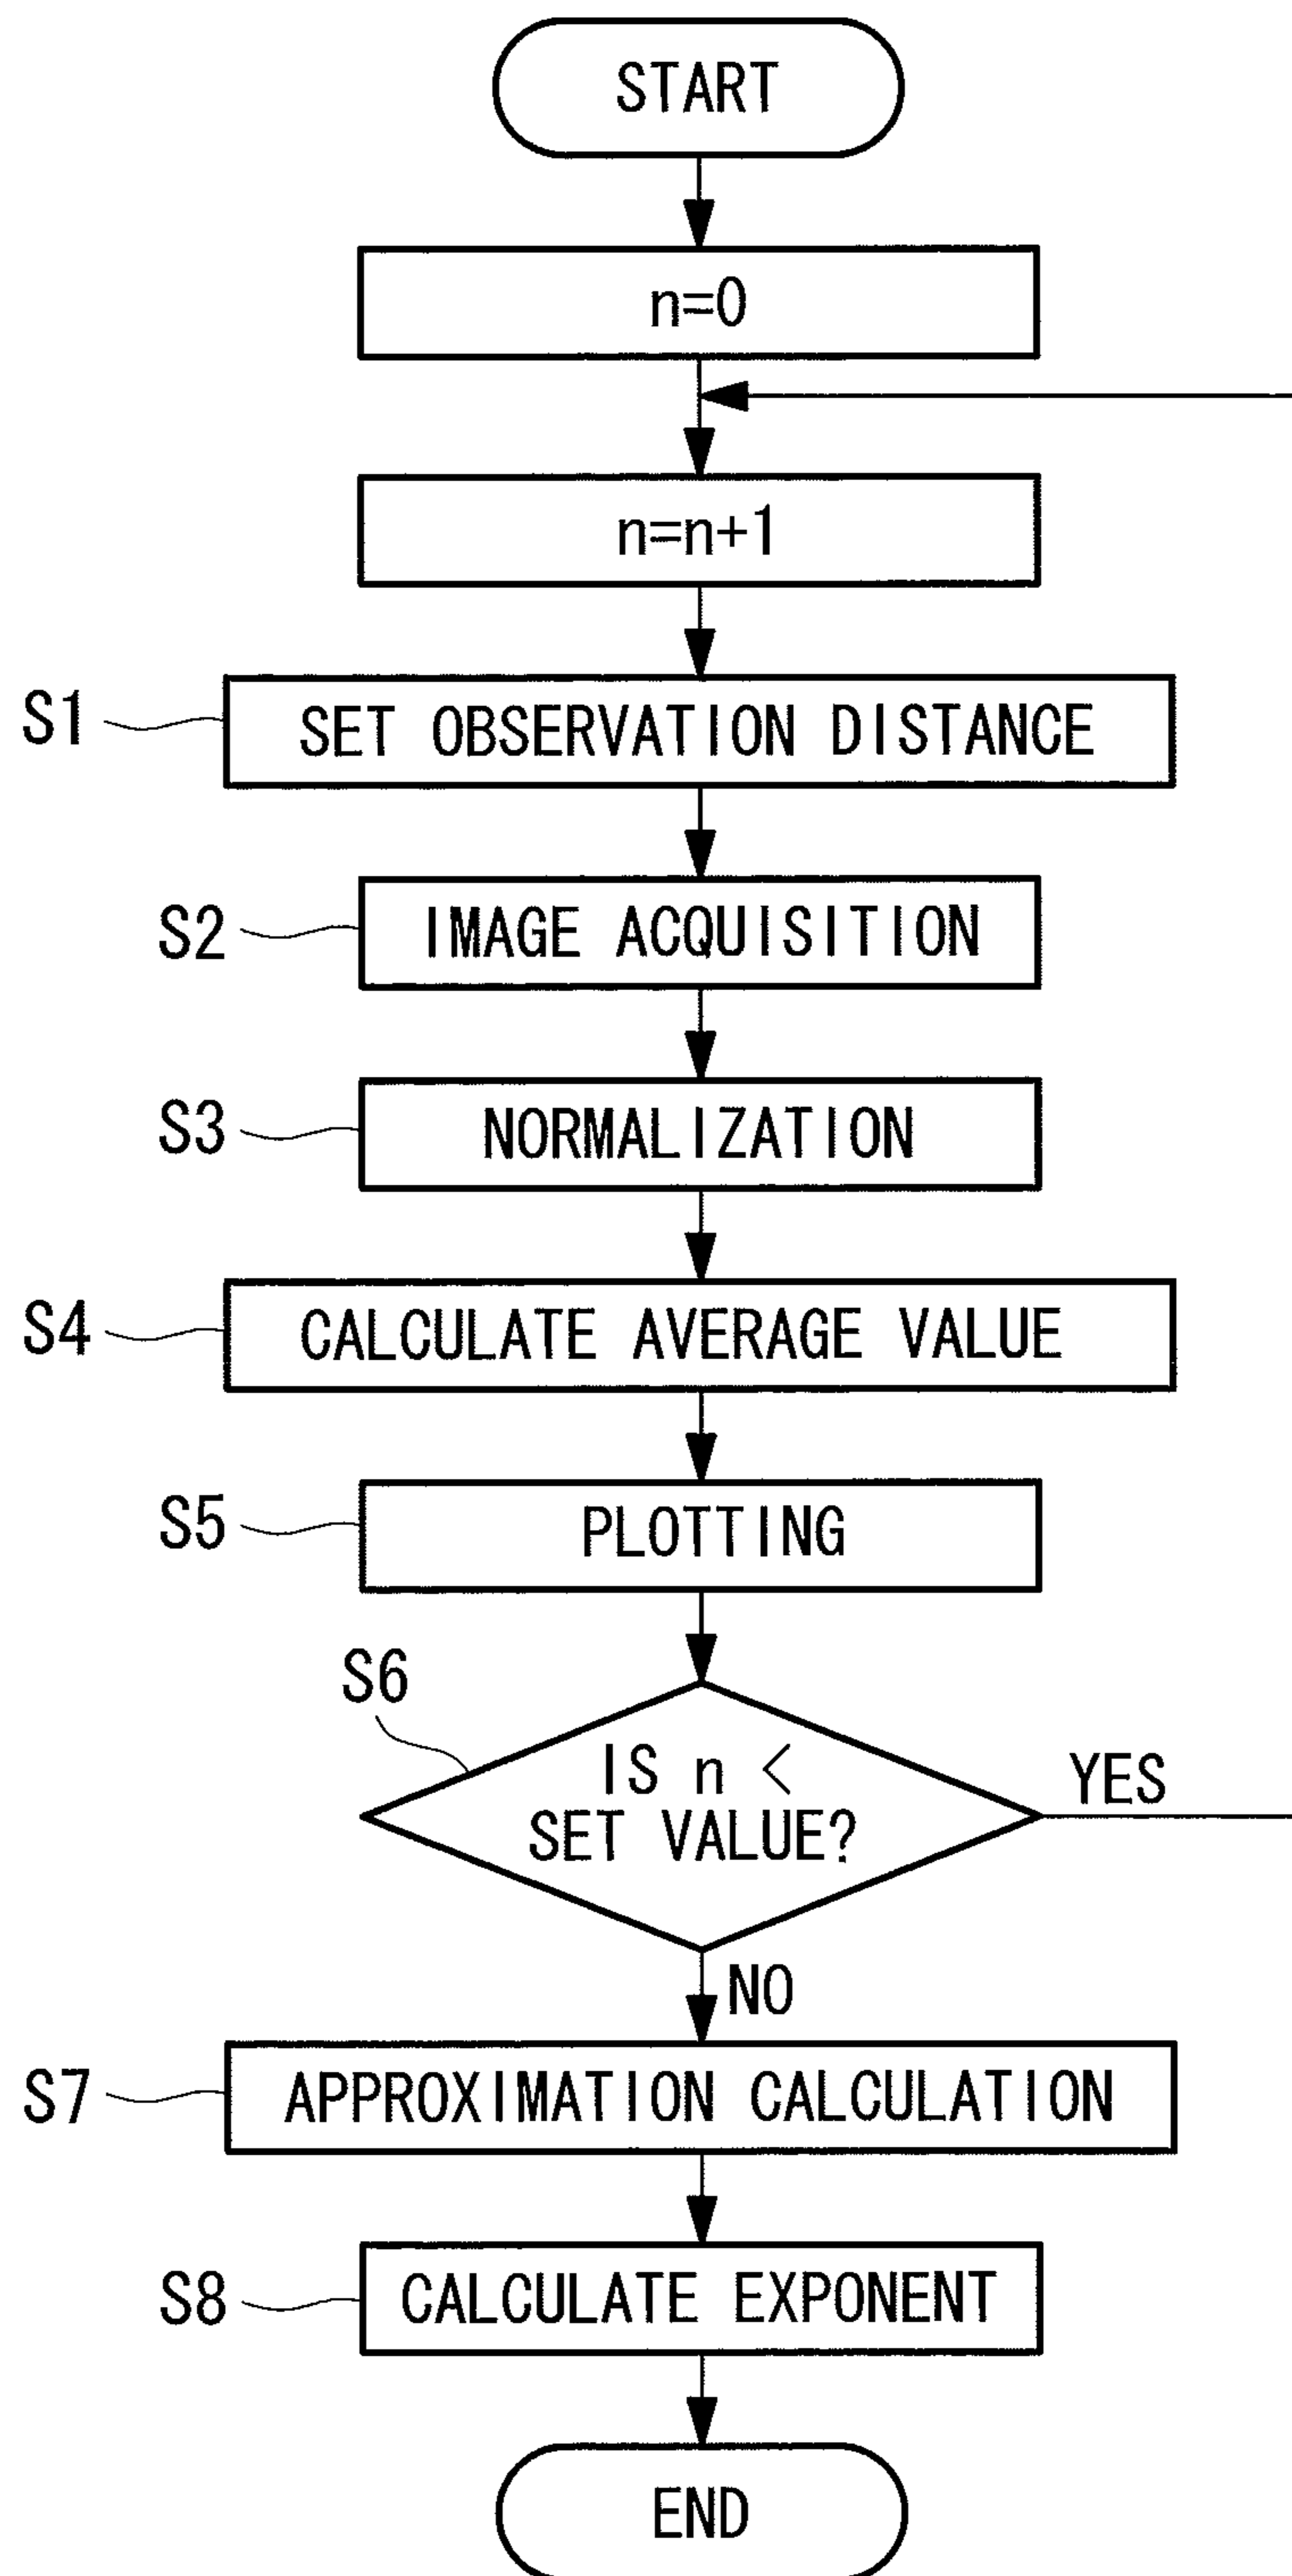 START
n=0
n=n+1
S1
SET OBSERVATION DISTANCE
S2
IMAGE ACQUISITION
S3
NORMALIZATION
S4
CALCULATE AVERAGE VALUE
S5
PLOTTING
S6
IS n <
SET VALUE?
YES
NO
S7
APPROXIMATION CALCULATION
S8
CALCULATE EXPONENT
END